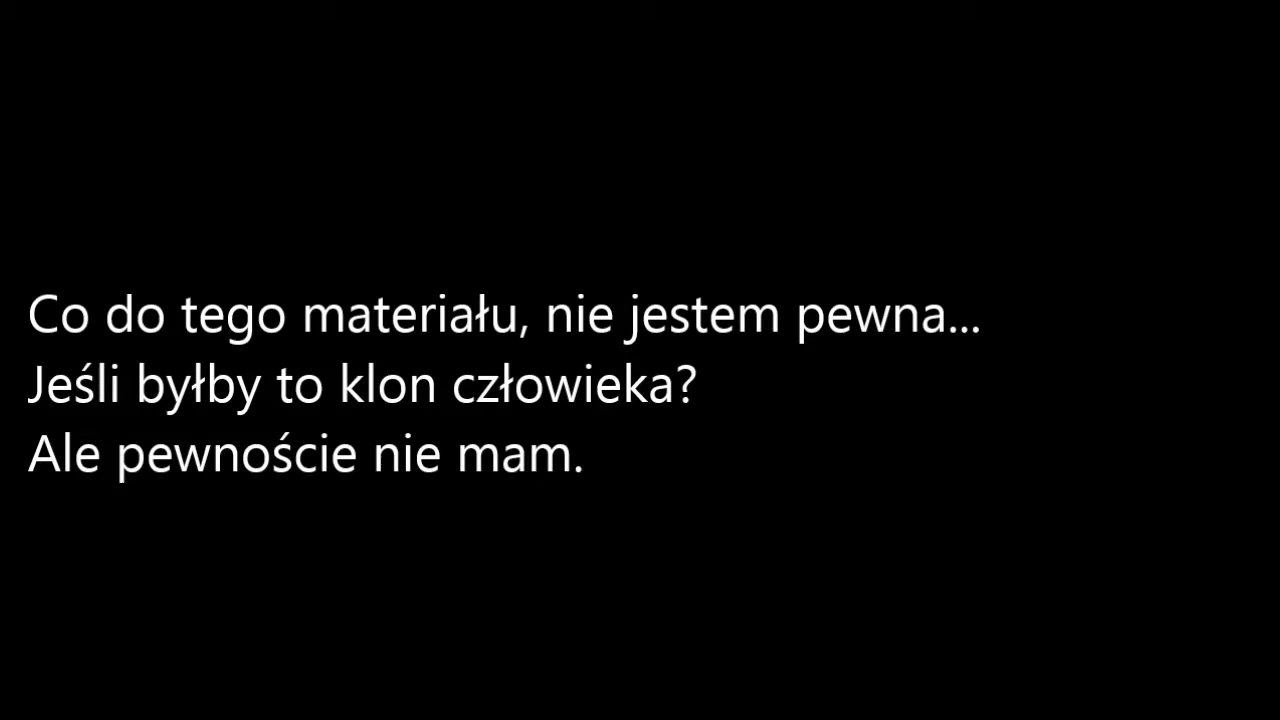 Co do tego materiału, nie jestem pewna...
Jeśli byłby to klon człowieka?
Ale pewnoście nie mam.